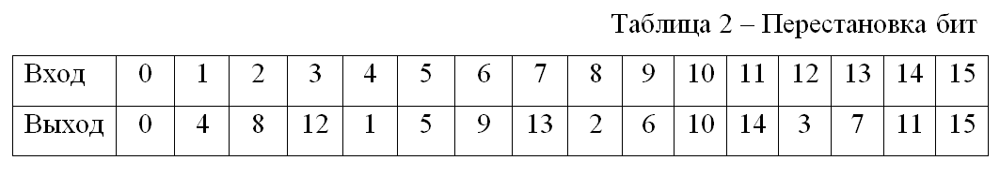 Таблица 2 – Перестановка бит
Вход 0 1 2 3 4 5 6 7 8 9 10 11 12 13 14 15
Выход 0 4 8 12 1 5 9 13 2 6 10 14 3 7 11 15